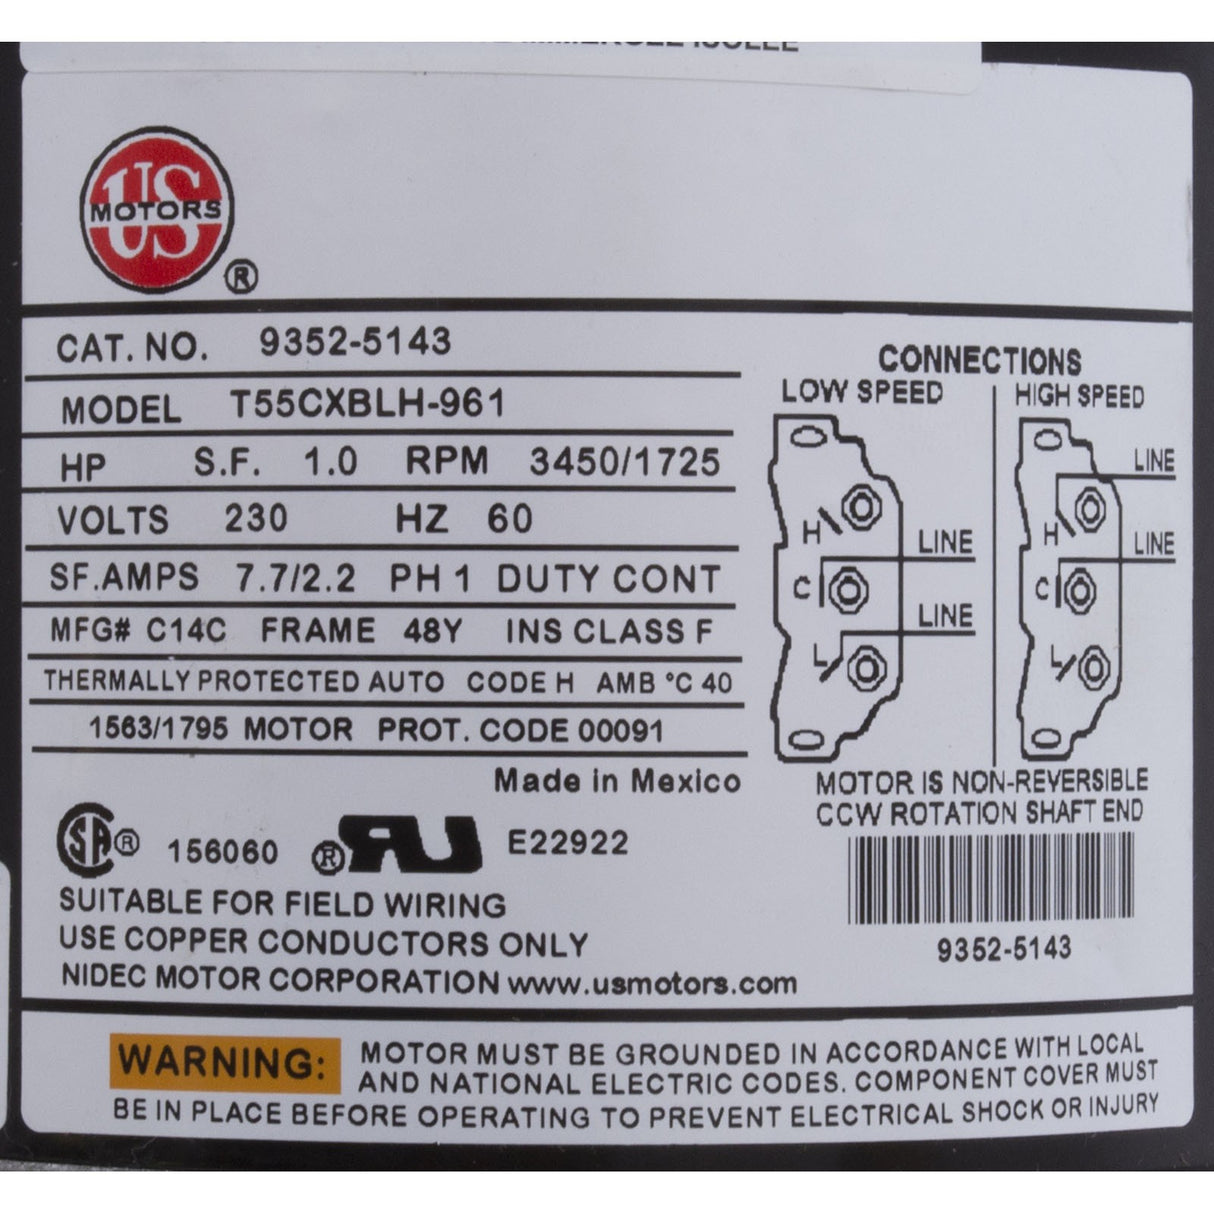 US
MOTORS
®
CAT. NO. 9352-5143
MODEL T55CXBLH-961
HP S.F. 1.0 RPM 3450/1725
VOLTS 230 HZ 60
SF.AMPS 7.7/2.2 PH 1 DUTY CONT
MFG# C14C FRAME 48Y INS CLASS F
THERMALLY PROTECTED AUTO CODE H AMB °C 40
1563/1795 MOTOR PROT. CODE 00091
Made in Mexico
CONNECTIONS
LOW SPEED
H
C LINE
L LINE
HIGH SPEED
H LINE
C LINE
L
MOTOR IS NON-REVERSIBLE
CCW ROTATION SHAFT END
9352-5143
SA® 156060 ®RU E22922
SUITABLE FOR FIELD WIRING
USE COPPER CONDUCTORS ONLY
NIDEC MOTOR CORPORATION www.usmotors.com
WARNING: MOTOR MUST BE GROUNDED IN ACCORDANCE WITH LOCAL
AND NATIONAL ELECTRIC CODES. COMPONENT COVER MUST
BE IN PLACE BEFORE OPERATING TO PREVENT ELECTRICAL SHOCK OR INJURY